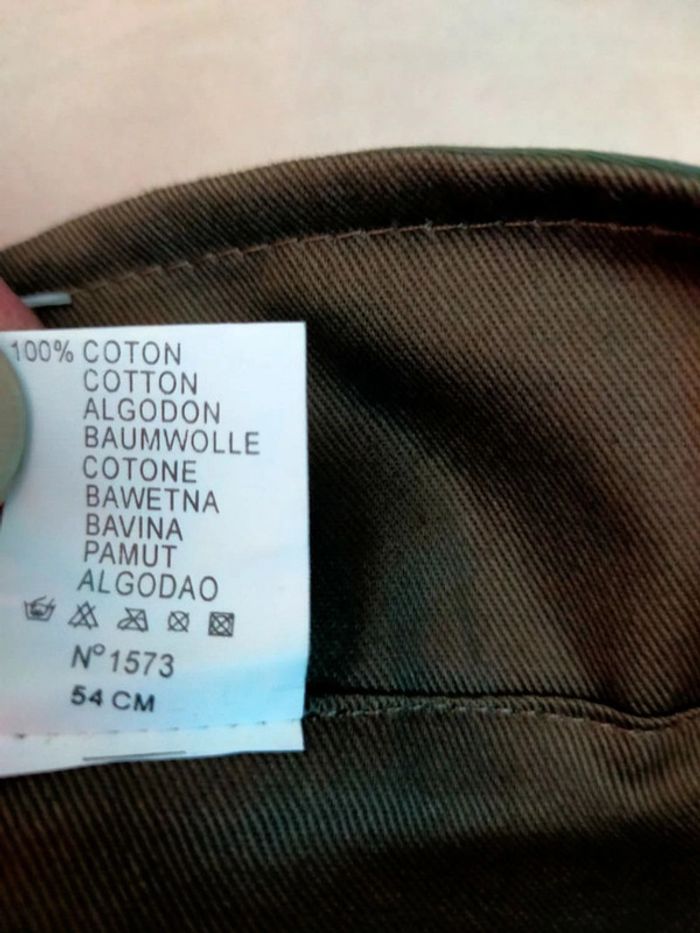 100% COTON
COTTON
ALGODON
BAUMWOLLE
COTONE
BAWETNA
BAVINA
PAMUT
ALGODAO
N° 1573
54 CM